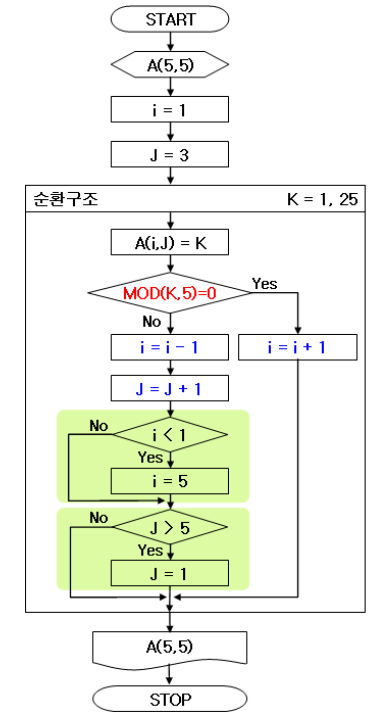 START
A(5,5)
i = 1
J = 3
순환구조 K = 1, 25
A(i,J) = K
MOD(K,5)=0 Yes
No
i = i - 1 i = i + 1
J = J + 1
No i < 1
Yes
i = 5
No J > 5
Yes
J = 1
A(5,5)
STOP